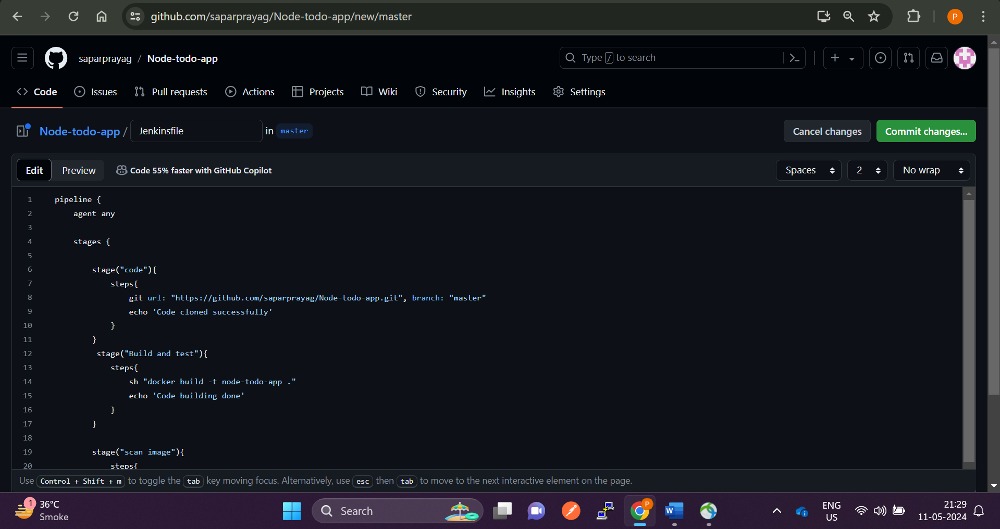 github.com/saparprayag/Node-todo-app/new/master
P
saparprayag / Node-todo-app
Type / to search
Code Issues Pull requests Actions Projects Wiki Security Insights Settings
Node-todo-app / Jenkinsfile in master
Cancel changes Commit changes...
Edit Preview Code 55% faster with GitHub Copilot Spaces 2 No wrap
1 pipeline {
2 agent any
3
4 stages {
5
6 stage("code"){
7 steps{
8 git url: "https://github.com/saparprayag/Node-todo-app.git", branch: "master"
9 echo 'Code cloned successfully'
10 }
11 }
12 stage("Build and test"){
13 steps{
14 sh "docker build -t node-todo-app ."
15 echo 'Code building done'
16 }
17 }
18
19 stage("scan image"){
20 steps{
Use Control + Shift + m to toggle the tab key moving focus. Alternatively, use esc then tab to move to the next interactive element on the page.
1 36°C
Smoke
Search
P
W
ENG
US
21:29
11-05-2024